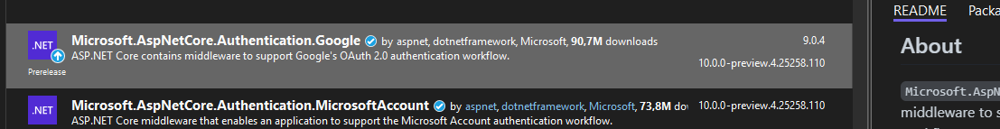 README Packa
.NET Microsoft.AspNetCore.Authentication.Google by aspnet, dotnetframework, Microsoft, 90,7M downloads 9.0.4
ASP.NET Core contains middleware to support Google's OAuth 2.0 authentication workflow.
Prerelease 10.0.0-preview.4.25258.110
.NET Microsoft.AspNetCore.Authentication.MicrosoftAccount by aspnet, dotnetframework, Microsoft, 73,8M do 10.0.0-preview.4.25258.110
ASP.NET Core middleware that enables an application to support the Microsoft Account authentication workflow.
About
Microsoft.AspN
middleware to s